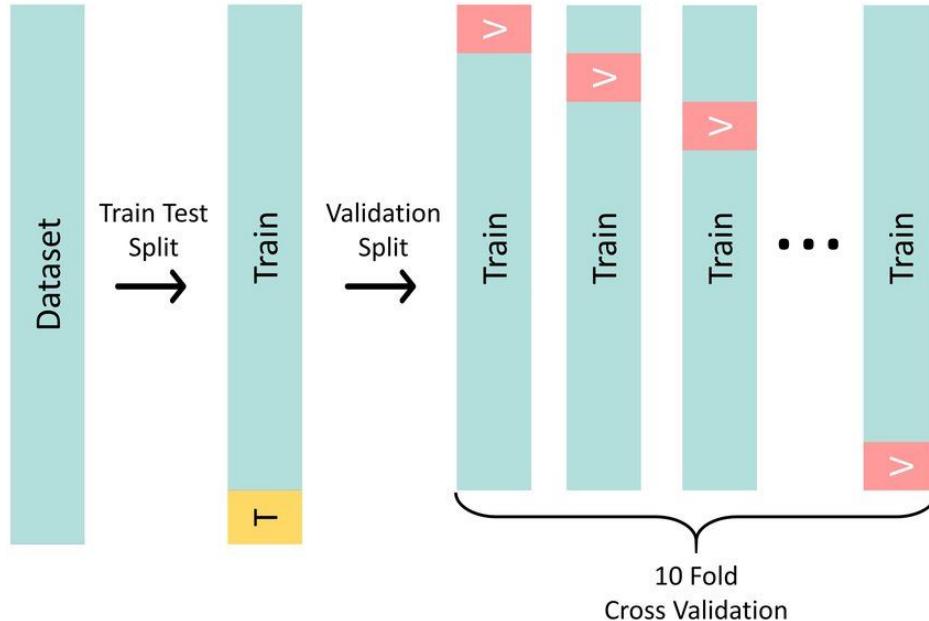 Dataset
Train Test
Split
Train
T
Validation
Split
V
Train
V
Train
V
Train
...
V
Train
10 Fold
Cross Validation